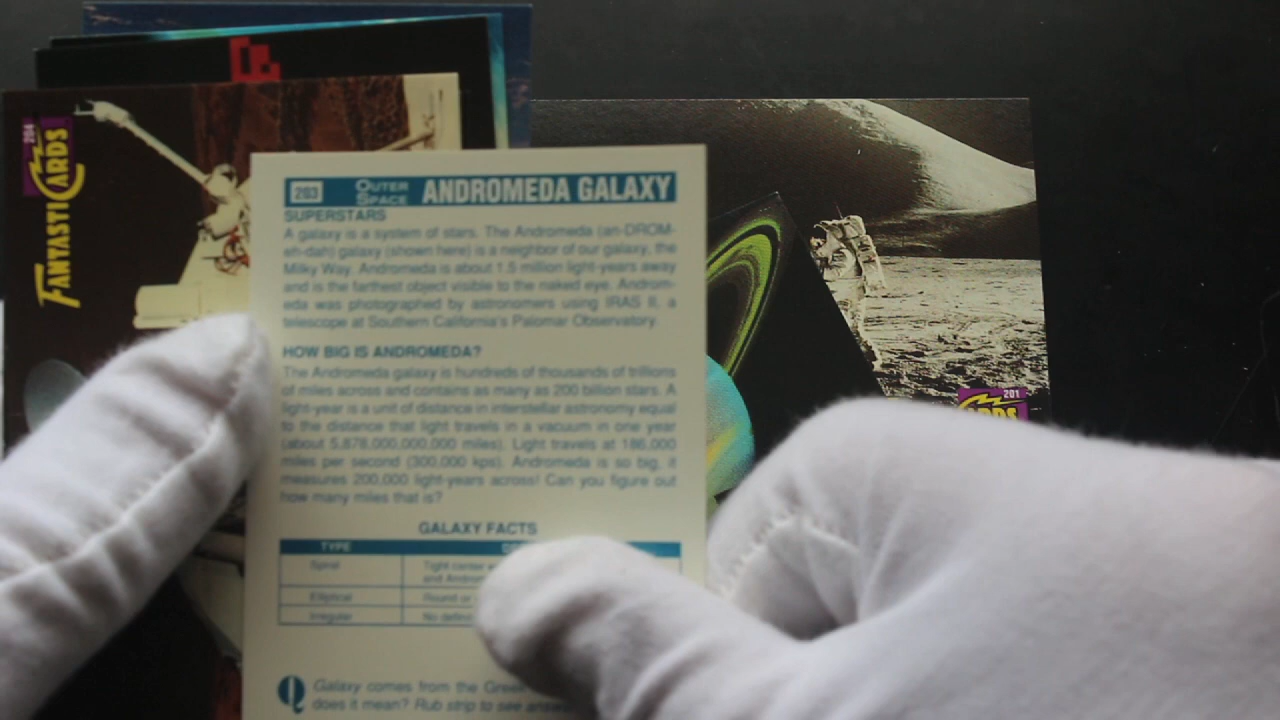 204
FANTASTICARDS
203
OUTER SPACE
ANDROMEDA GALAXY
SUPERSTARS
A galaxy is a system of stars. The Andromeda (an-DROM-
eh-dah) galaxy (shown here) is a neighbor of our galaxy, the
Milky Way. Andromeda is about 1.5 million light-years away
and is the farthest object visible to the naked eye. Androm-
eda was photographed by astronomers using IRAS II, a
telescope at Southern California's Palomar Observatory.
HOW BIG IS ANDROMEDA?
The Andromeda galaxy is hundreds of thousands of trillions
of miles across and contains as many as 200 billion stars. A
light-year is a unit of distance in interstellar astronomy equal
to the distance that light travels in a vacuum in one year
(about 5,878,000,000,000 miles). Light travels at 186,000
miles per second (300,000 kps). Andromeda is so big, it
measures 200,000 light-years across! Can you figure out
how many miles that is?
GALAXY FACTS
TYPE
Spiral Tight center
and Androm
Elliptical Round or
Irregular No defin
Q Galaxy comes from the Greek
does it mean? Rub strip to see answ
201
ARDS